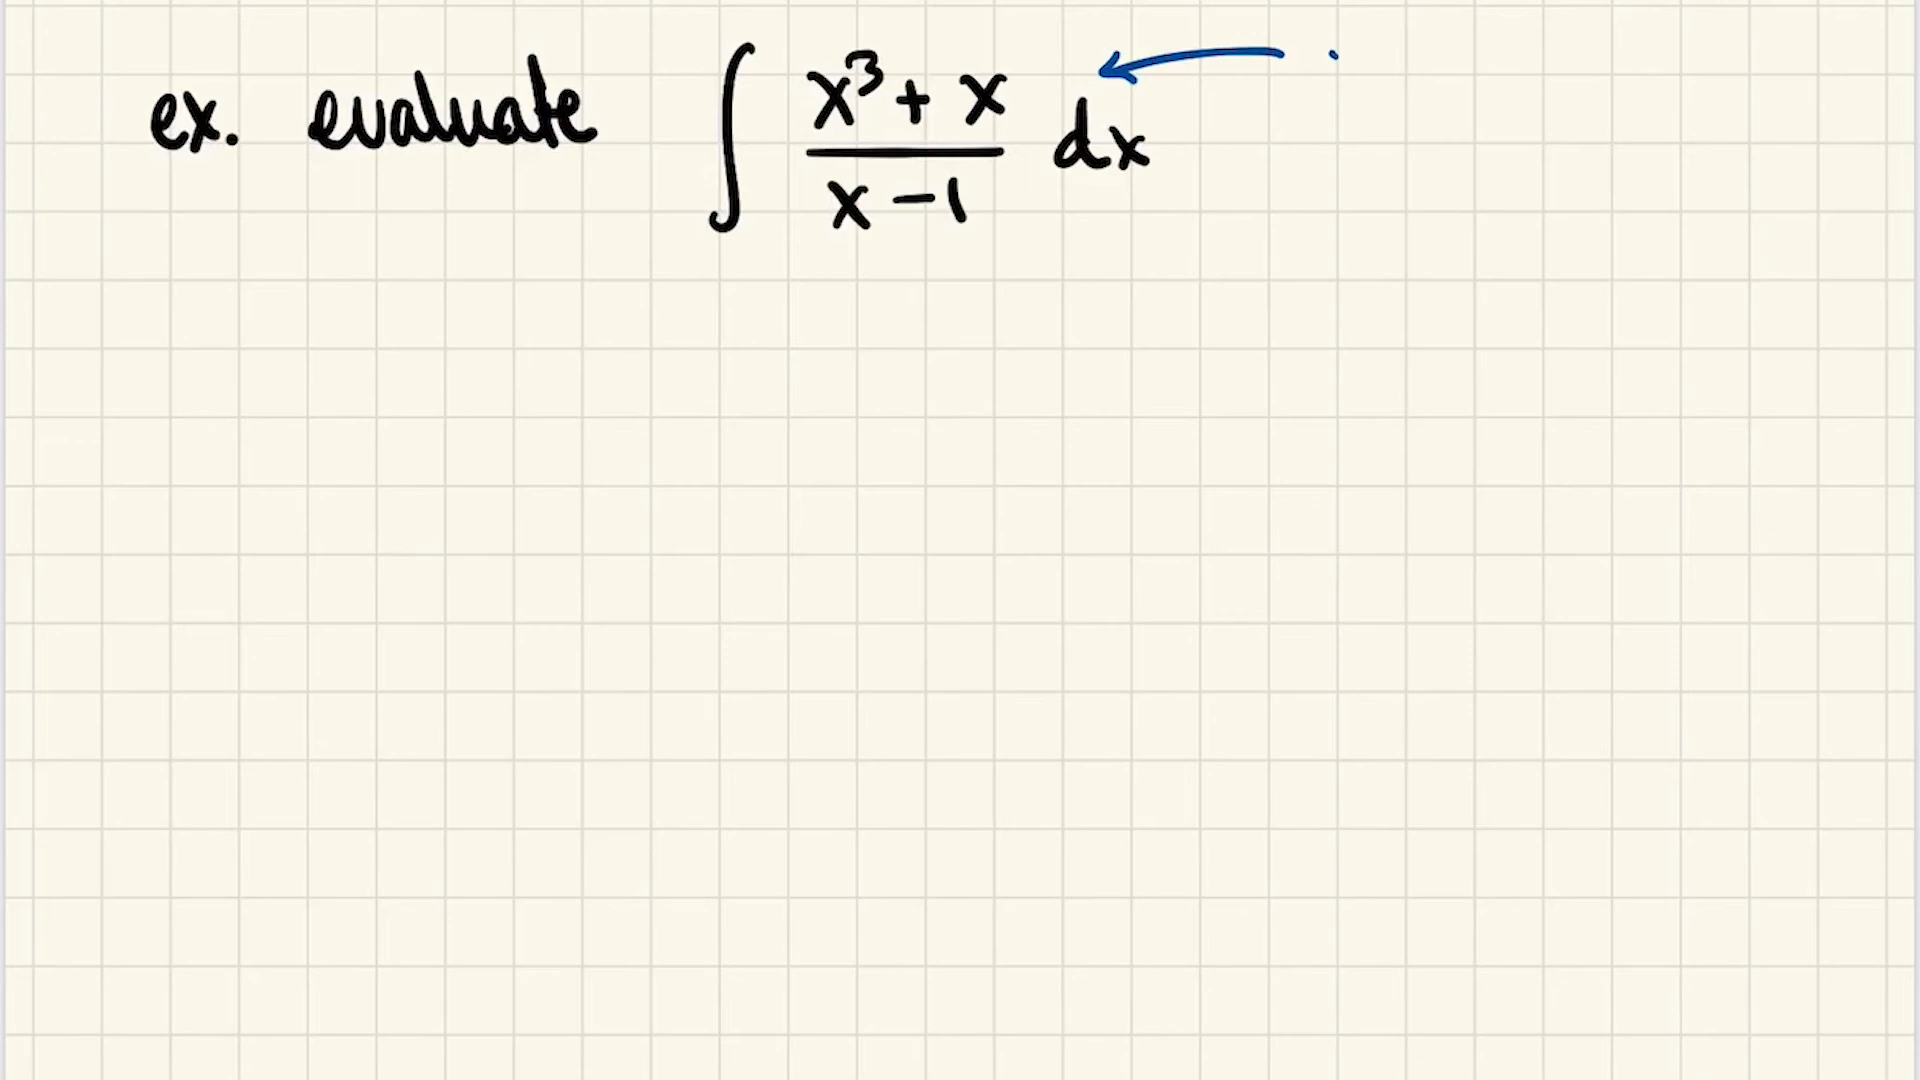 ex. evaluate ∫ (x³ + x)/(x - 1) dx